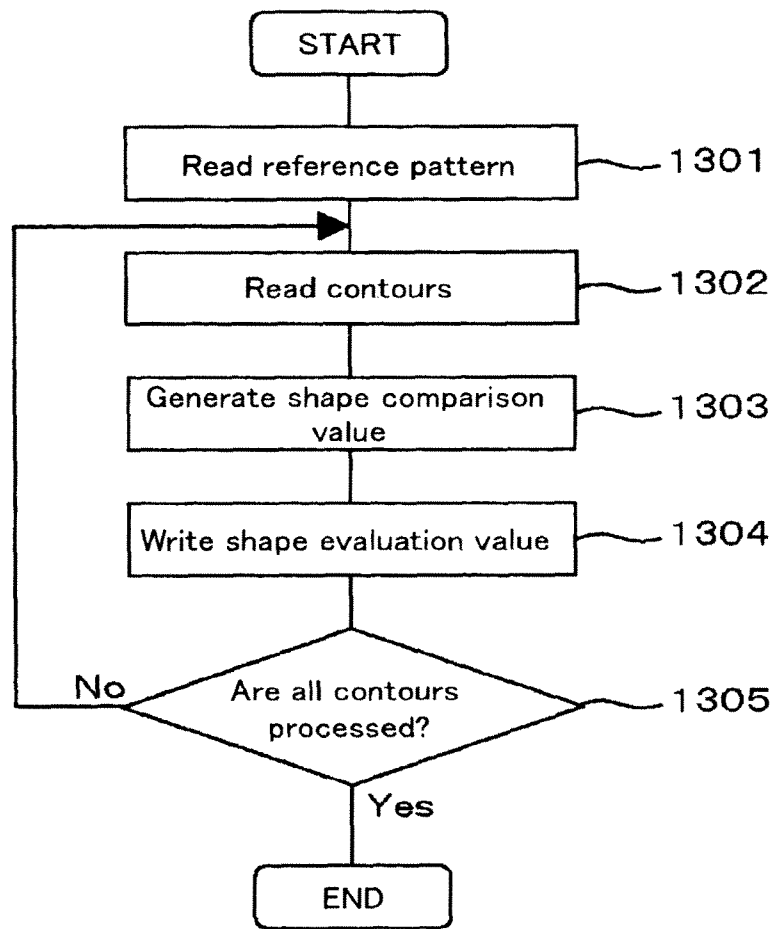 START
Read reference pattern
1301
Read contours
1302
Generate shape comparison
value
1303
Write shape evaluation value
1304
No
Are all contours
processed?
1305
Yes
END